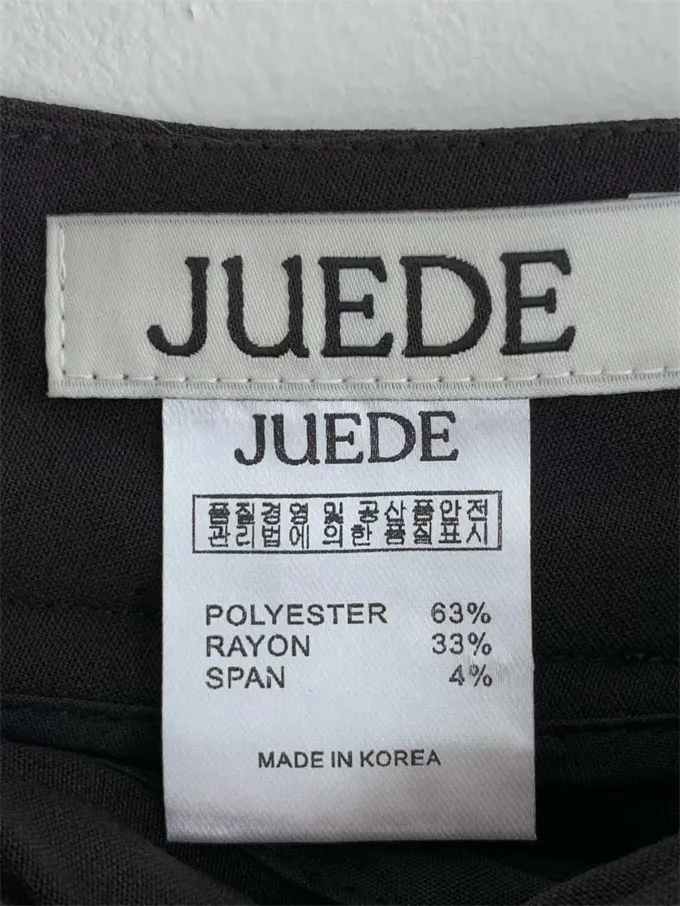 JUEDE
JUEDE
품질경영 및 공산품안전
관리법에 의한 품질표시
POLYESTER 63%
RAYON 33%
SPAN 4%
MADE IN KOREA